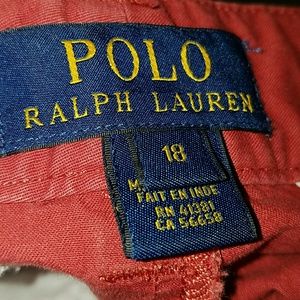 POLO
RALPH LAUREN
18
FAIT EN INDE
RN 41381
CA 56658